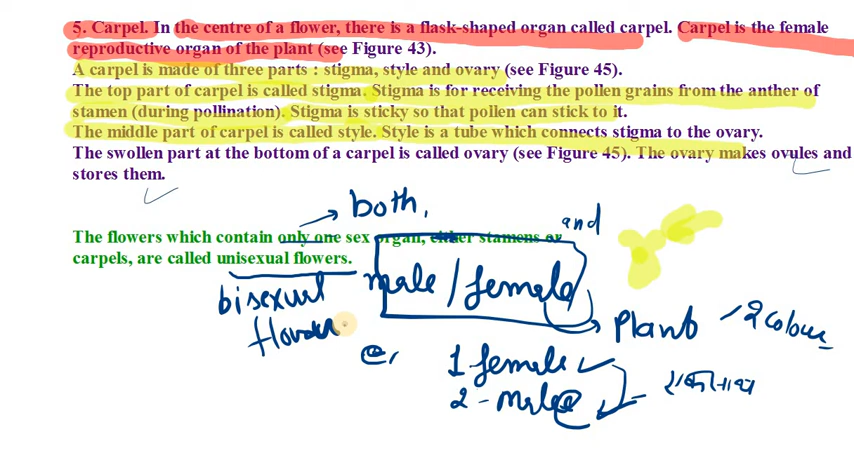 5. Carpel. In the centre of a flower, there is a flask-shaped organ called carpel. Carpel is the female
reproductive organ of the plant (see Figure 43).
A carpel is made of three parts : stigma, style and ovary (see Figure 45).
The top part of carpel is called stigma. Stigma is for receiving the pollen grains from the anther of
stamen (during pollination). Stigma is sticky so that pollen can stick to it.
The middle part of carpel is called style. Style is a tube which connects stigma to the ovary.
The swollen part at the bottom of a carpel is called ovary (see Figure 45). The ovary makes ovules and
stores them.
both,
and
The flowers which contain only one sex organ, either stamens or
carpels, are called unisexual flowers.
male / female
bisexual
flower
Plant
2 colour
1 female
2 - male